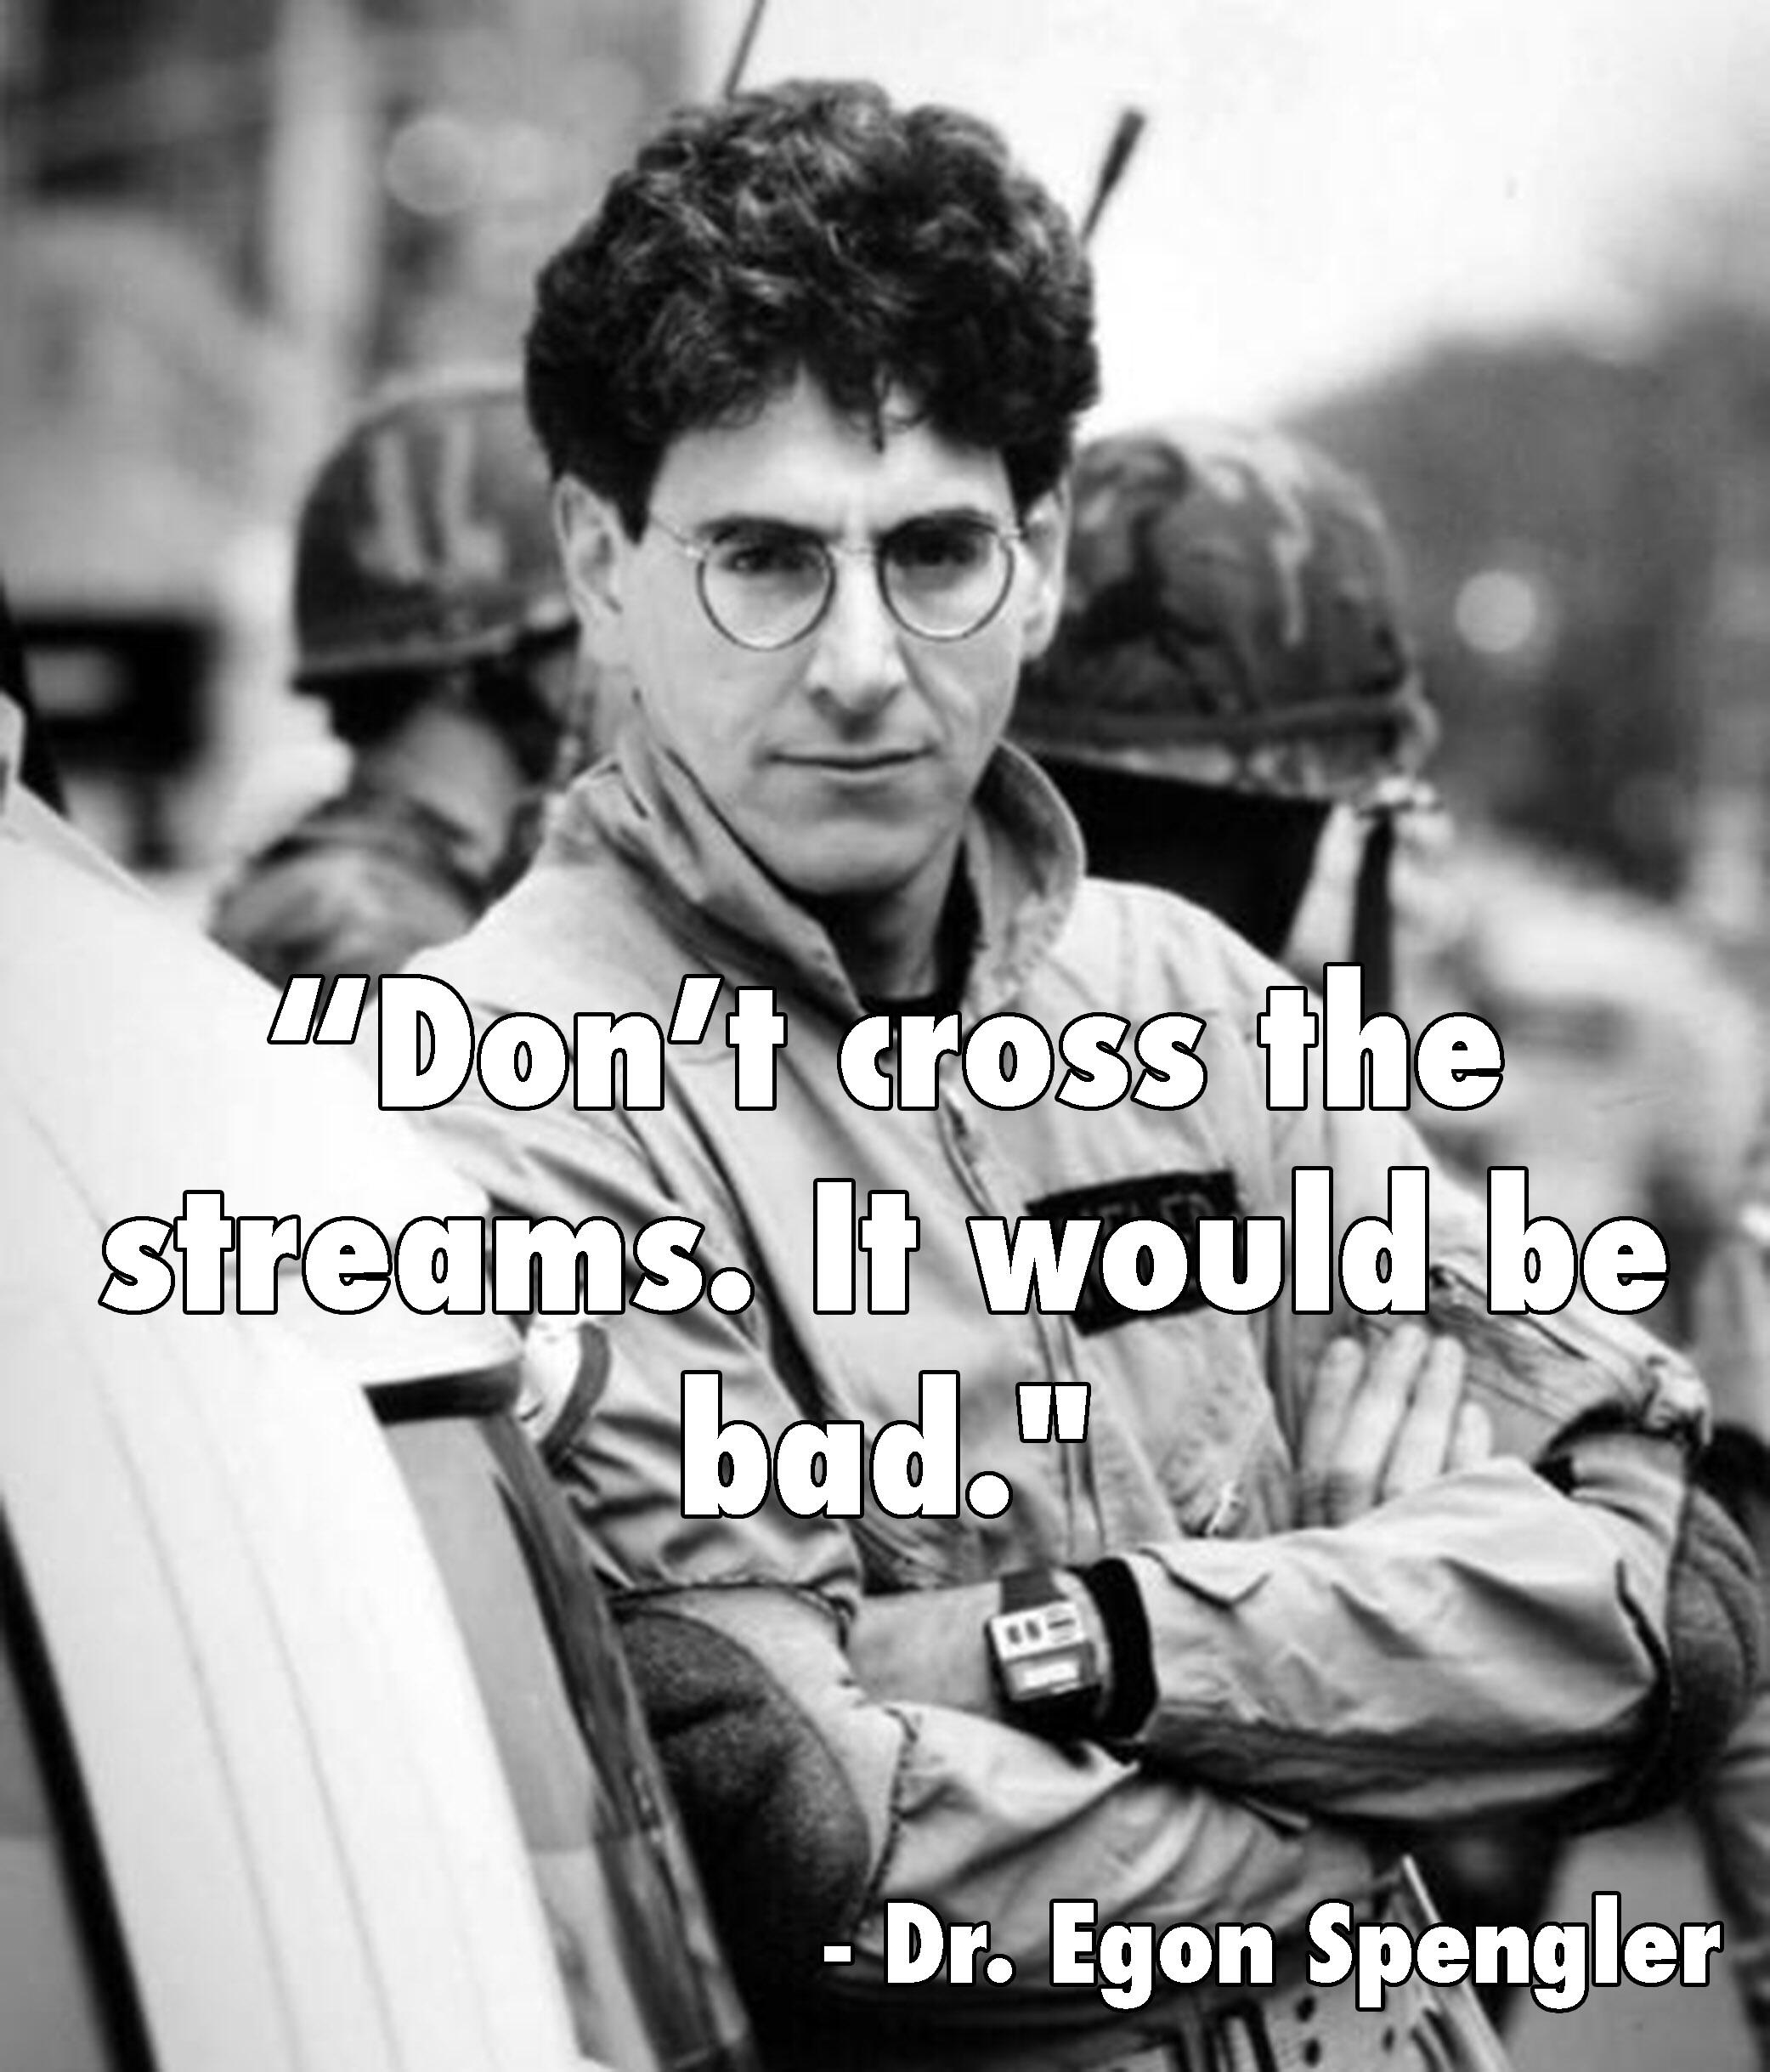 “Don’t cross the
streams. It would be
bad."
- Dr. Egon Spengler